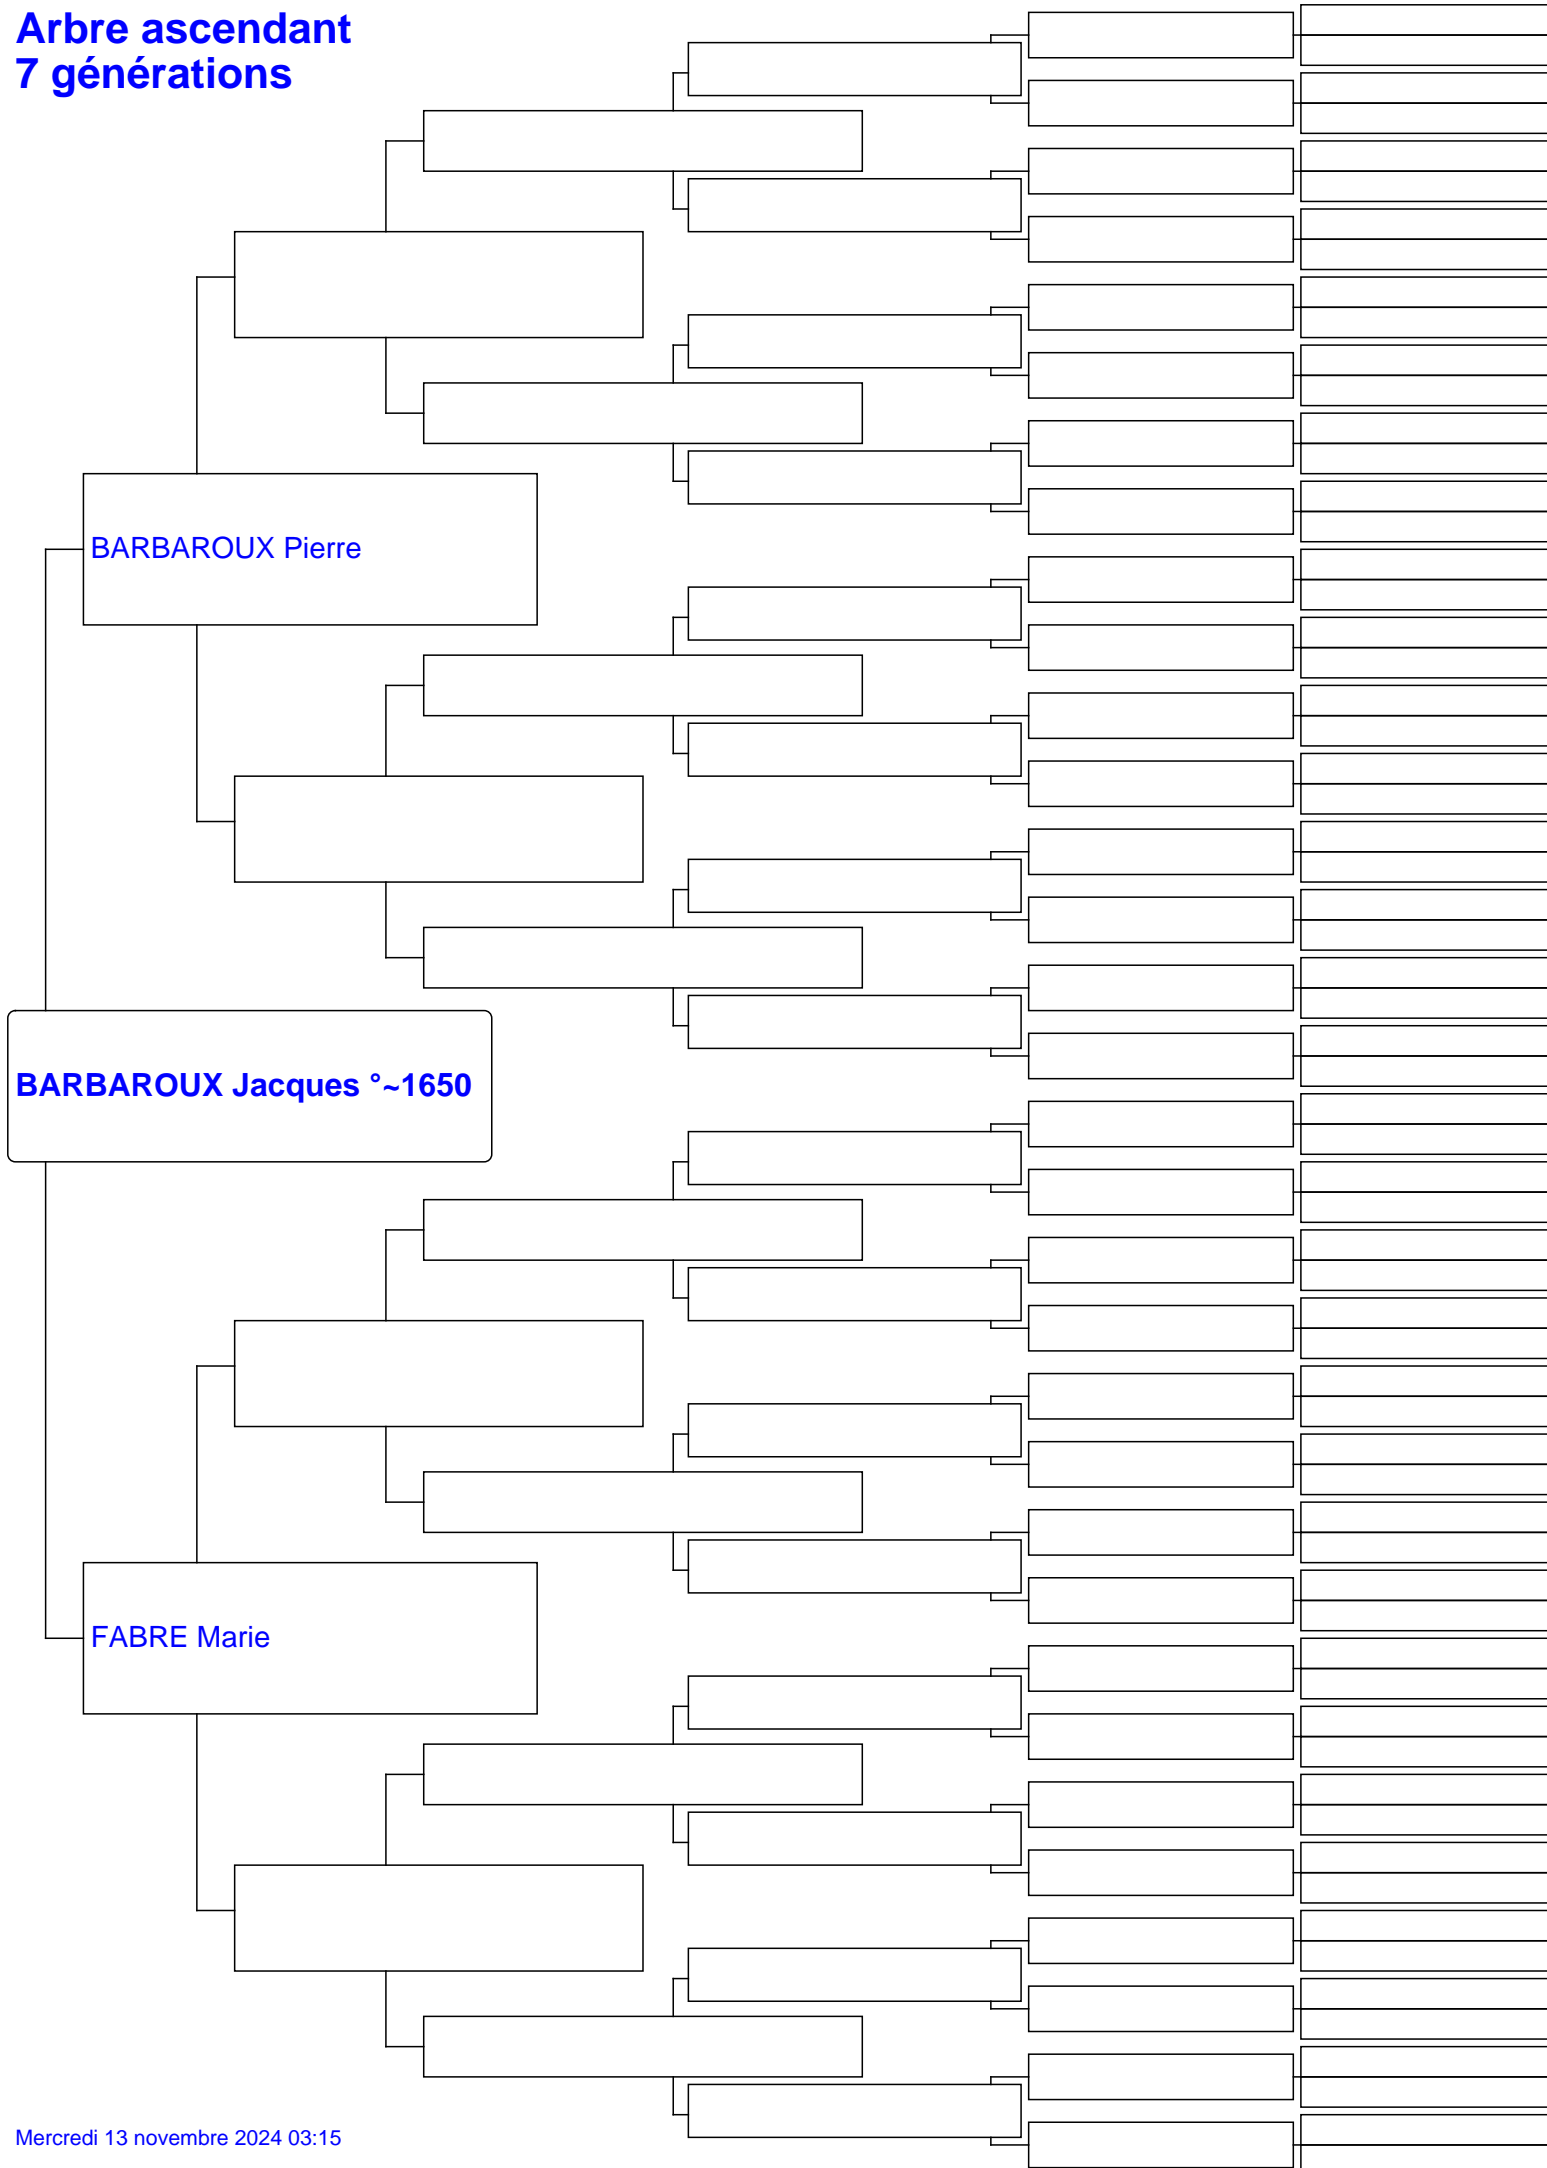 Arbre ascendant
7 générations
BARBAROUX Pierre
BARBAROUX Jacques °~1650
FABRE Marie
Mercredi 13 novembre 2024 03:15